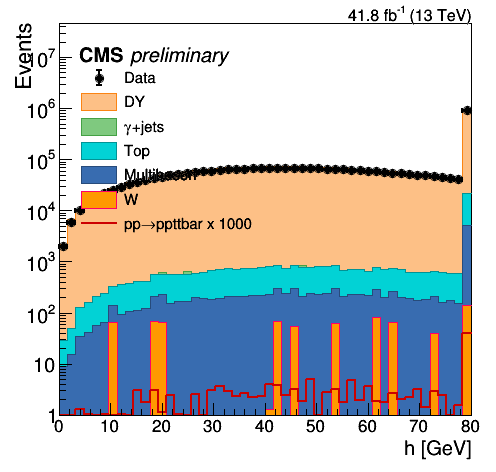 41.8 fb⁻¹ (13 TeV)
CMS preliminary
Data
DY
γ+jets
Top
Multiboson
W
pp→ppttbar x 1000
Events
10⁷
10⁶
10⁵
10⁴
10³
10²
10
1
0 10 20 30 40 50 60 70 80
h [GeV]